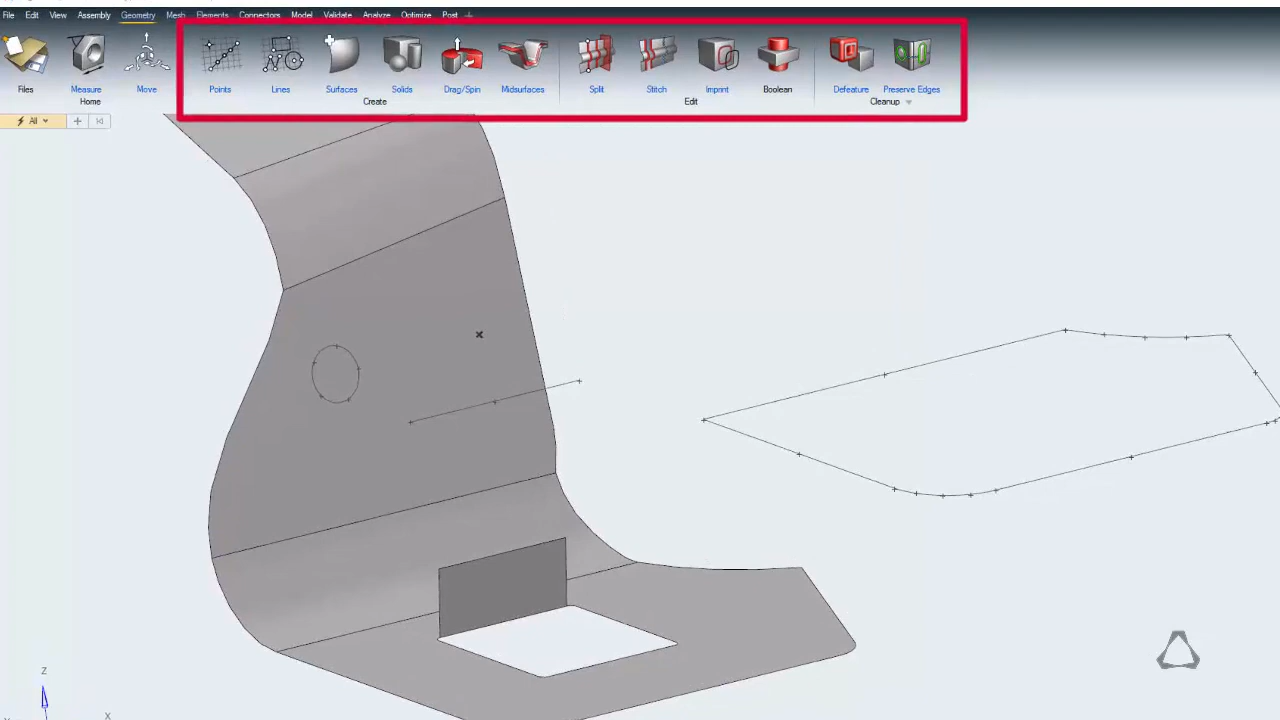 File Edit View Assembly Geometry Mesh Elements Connectors Model Validate Analyze Optimize Post
Files Measure Move Points Lines Surfaces Solids Drag/Spin Midsurfaces Split Stitch Imprint Boolean Defeature Preserve Edges
Home Create Edit Cleanup
All
Z
X